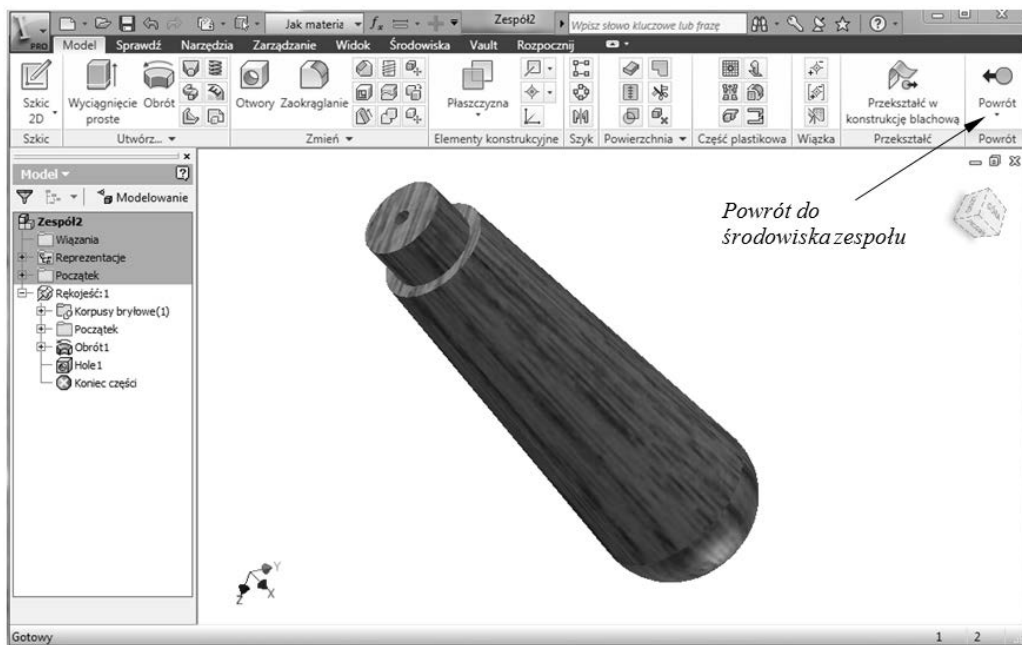 Jak materia
fx
Zespół2
Wpisz słowo kluczowe lub frazę
PRO
Model Sprawdź Narzędzia Zarządzanie Widok Środowiska Vault Rozpocznij
Szkic 2D
Wyciągnięcie proste
Obrót
Otwory
Zaokrąglanie
Płaszczyzna
Przekształć w konstrukcję blachową
Powrót
Szkic Utwórz... Zmień Elementy konstrukcyjne Szyk Powierzchnia Część plastikowa Wiązka Przekształć Powrót
Model
Modelowanie
Zespół2
Wiązania
Reprezentacje
Początek
Rękojeść:1
Korpusy bryłowe(1)
Początek
Obrót1
Hole1
Koniec części
Powrót do
środowiska zespołu
Y
Z
X
Gotowy
1 2